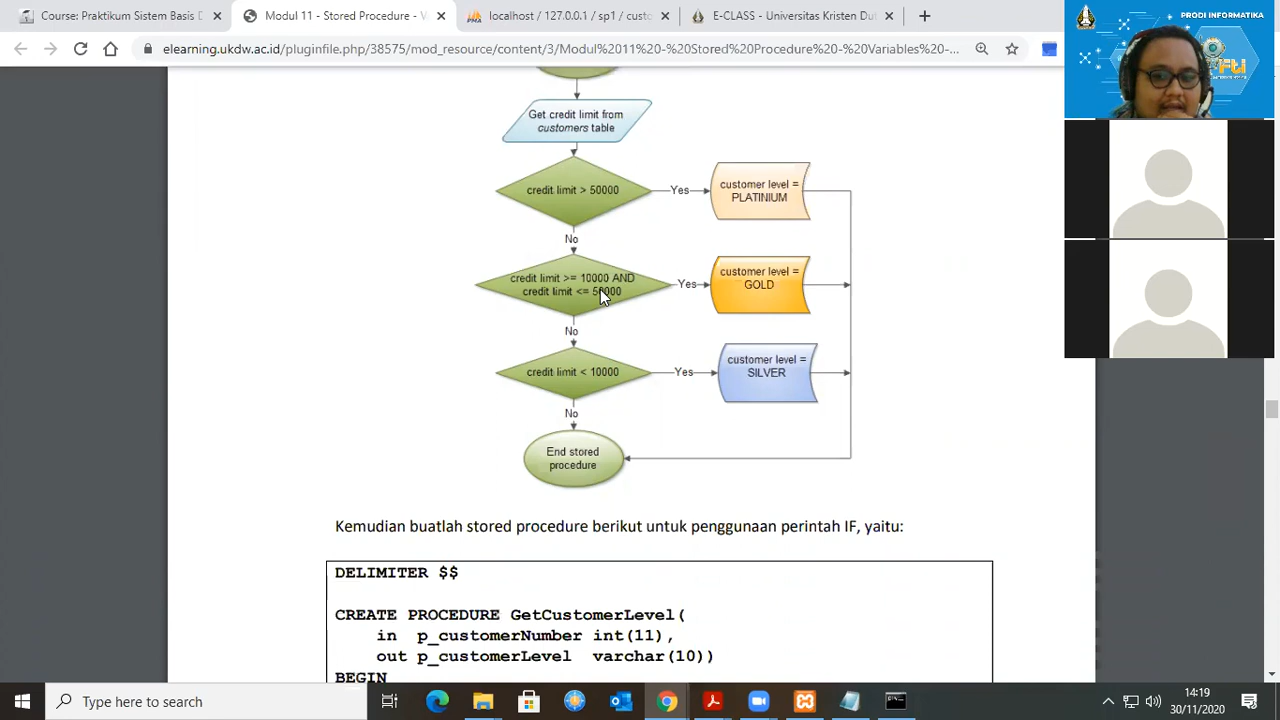 Course: Praktikum Sistem Basis D
Modul 11 - Stored Procedure - Va
localhost / 127.0.0.1 / sp1 / custo
E-CLASS - Universitas Kristen D
elearning.ukdw.ac.id/pluginfile.php/38575/mod_resource/content/3/Modul%2011%20-%20Stored%20Procedure%20-%20Variables%20-...
PRODI INFORMATIKA
fti
Get credit limit from
customers table
credit limit > 50000
Yes
customer level =
PLATINIUM
No
credit limit >= 10000 AND
credit limit <= 50000
Yes
customer level =
GOLD
No
credit limit < 10000
Yes
customer level =
SILVER
No
End stored
procedure
Kemudian buatlah stored procedure berikut untuk penggunaan perintah IF, yaitu:
DELIMITER $$
CREATE PROCEDURE GetCustomerLevel(
in p_customerNumber int(11),
out p_customerLevel varchar(10))
BEGIN
Type here to search
14:19
30/11/2020